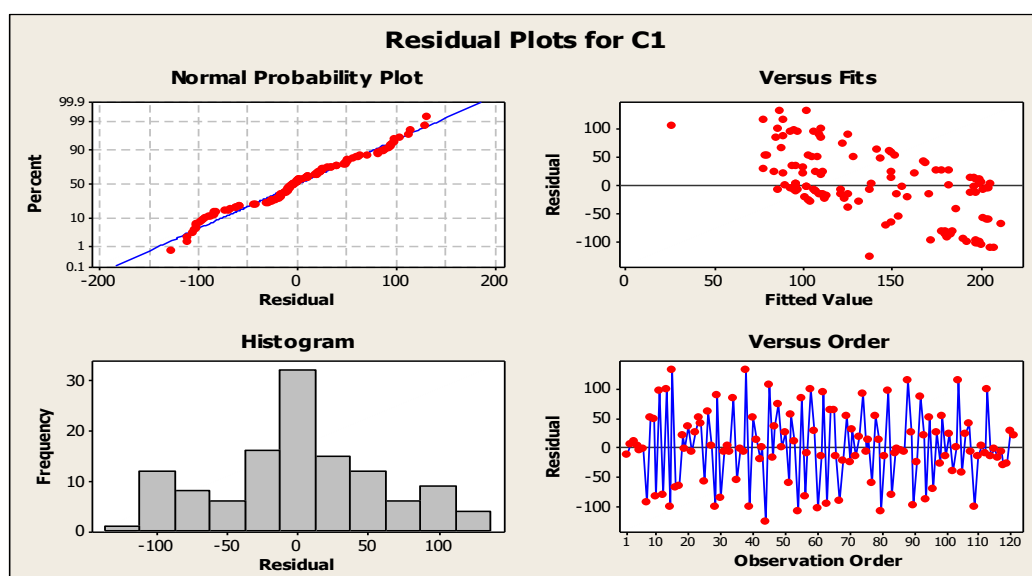 Residual Plots for C1
Normal Probability Plot
99.9
99
90
50
10
1
0.1
Percent
-200 -100 0 100 200
Residual
Versus Fits
100
50
0
-50
-100
Residual
0 50 100 150 200
Fitted Value
Histogram
30
20
10
0
Frequency
-100 -50 0 50 100
Residual
Versus Order
100
50
0
-50
-100
Residual
1 10 20 30 40 50 60 70 80 90 100 110 120
Observation Order